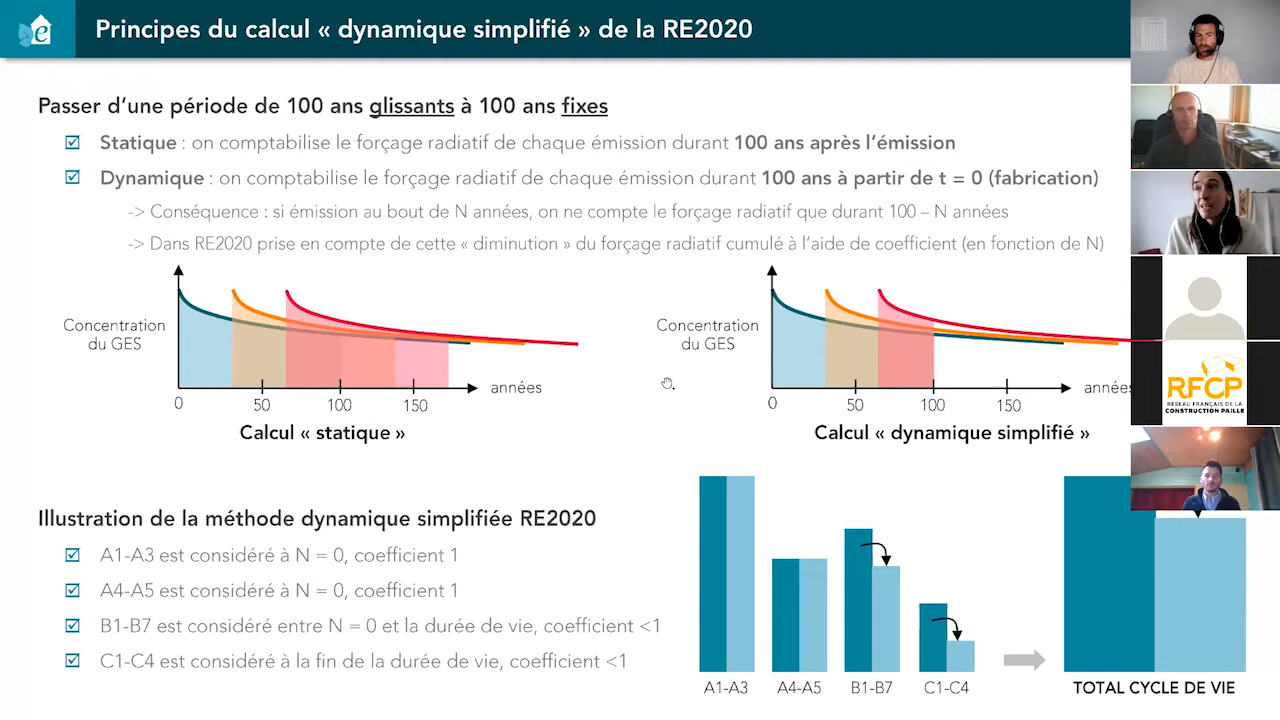 Principes du calcul « dynamique simplifié » de la RE2020
Passer d’une période de 100 ans glissants à 100 ans fixes
Statique : on comptabilise le forçage radiatif de chaque émission durant 100 ans après l’émission
Dynamique : on comptabilise le forçage radiatif de chaque émission durant 100 ans à partir de t = 0 (fabrication)
-> Conséquence : si émission au bout de N années, on ne compte le forçage radiatif que durant 100 – N années
-> Dans RE2020 prise en compte de cette « diminution » du forçage radiatif cumulé à l’aide de coefficient (en fonction de N)
Concentration
du GES
années
0
50
100
150
Calcul « statique »
Concentration
du GES
années
0
50
100
150
Calcul « dynamique simplifié »
RFCP
RESEAU FRANÇAIS DE LA
CONSTRUCTION PAILLE
Illustration de la méthode dynamique simplifiée RE2020
A1-A3 est considéré à N = 0, coefficient 1
A4-A5 est considéré à N = 0, coefficient 1
B1-B7 est considéré entre N = 0 et la durée de vie, coefficient <1
C1-C4 est considéré à la fin de la durée de vie, coefficient <1
A1-A3
A4-A5
B1-B7
C1-C4
TOTAL CYCLE DE VIE